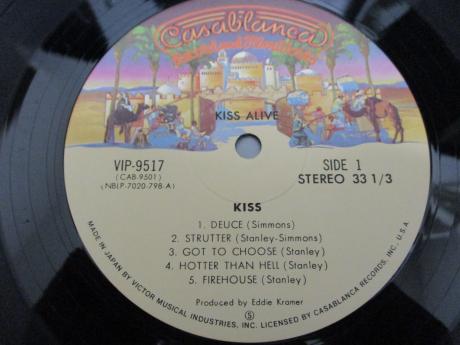 Casablanca
Record and FilmWorks
KISS ALIVE
VIP-9517
(CAB-9501)
(NBLP-7020-798-A)
SIDE 1
STEREO 33 1/3
KISS
1. DEUCE (Simmons)
2. STRUTTER (Stanley-Simmons)
3. GOT TO CHOOSE (Stanley)
4. HOTTER THAN HELL (Stanley)
5. FIREHOUSE (Stanley)
Produced by Eddie Kramer
Ⓢ
MADE IN JAPAN BY VICTOR MUSICAL INDUSTRIES, INC. LICENSED BY CASABLANCA RECORDS, INC., U.S.A.